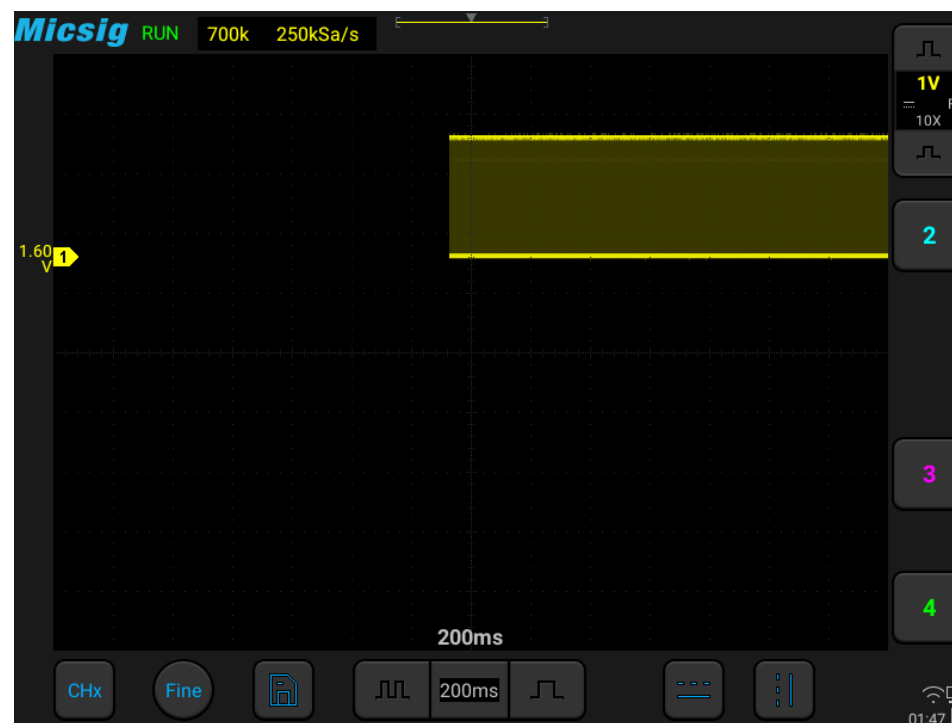 Micsig RUN 700k 250kSa/s
1V
F
10X
2
1.60
V
1
3
4
200ms
CHx Fine 200ms
01:47